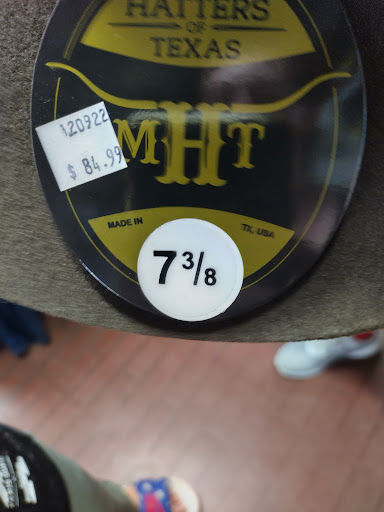 HATTERS
OF
TEXAS
120922
$ 84.99
MHT
MADE IN
TX, USA
7 3/8